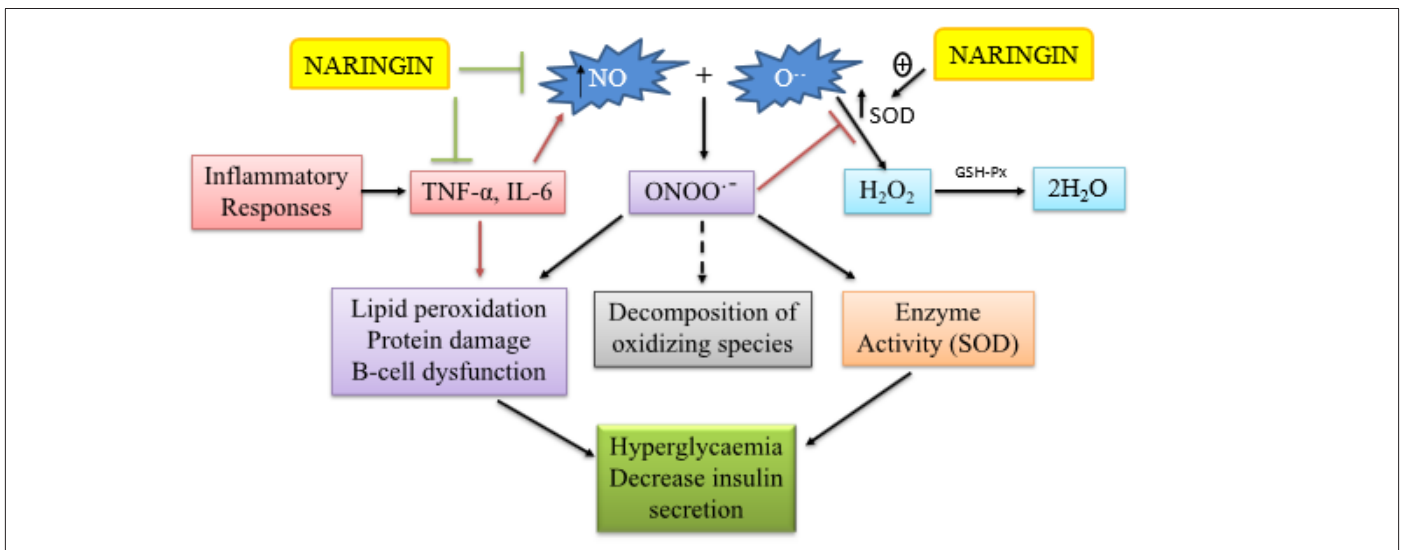 NARINGIN
↑NO
+
O⁻⁻
⊕
NARINGIN
↑SOD
Inflammatory
Responses
TNF-α, IL-6
ONOO·⁻
H₂O₂
GSH-Px
2H₂O
Lipid peroxidation
Protein damage
B-cell dysfunction
Decomposition of
oxidizing species
Enzyme
Activity (SOD)
Hyperglycaemia
Decrease insulin
secretion